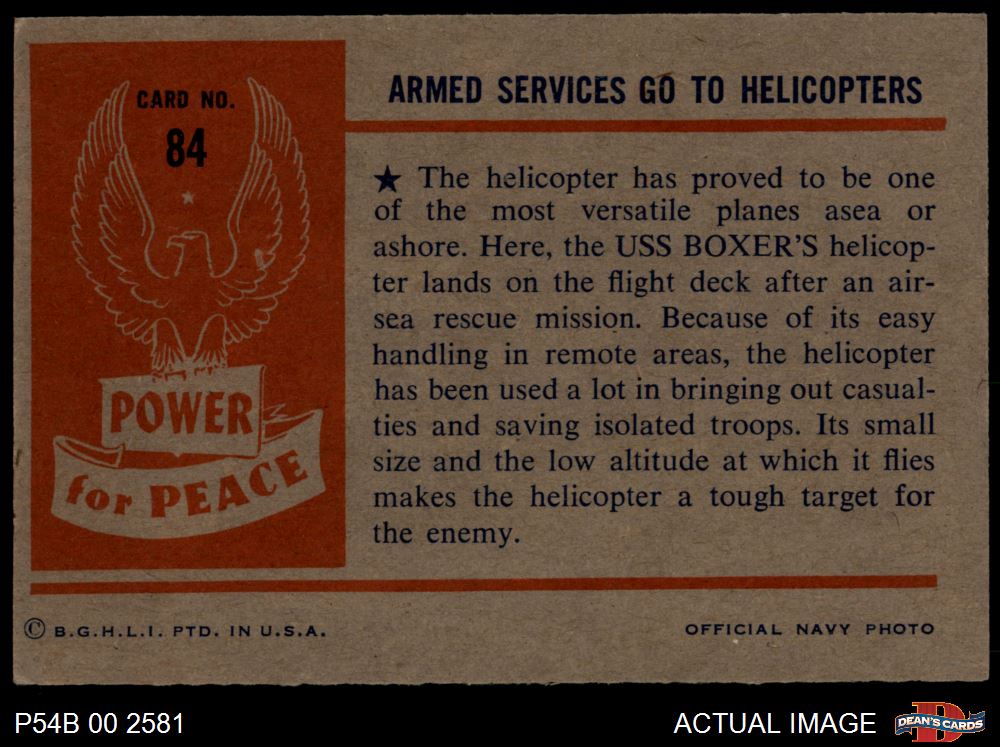 CARD NO.
84
POWER
for PEACE
ARMED SERVICES GO TO HELICOPTERS
★ The helicopter has proved to be one
of the most versatile planes asea or
ashore. Here, the USS BOXER'S helicop-
ter lands on the flight deck after an air-
sea rescue mission. Because of its easy
handling in remote areas, the helicopter
has been used a lot in bringing out casual-
ties and saving isolated troops. Its small
size and the low altitude at which it flies
makes the helicopter a tough target for
the enemy.
© B.G.H.L.I. PTD. IN U.S.A.
OFFICIAL NAVY PHOTO
P54B 00 2581
ACTUAL IMAGE
D
DEAN'S CARDS